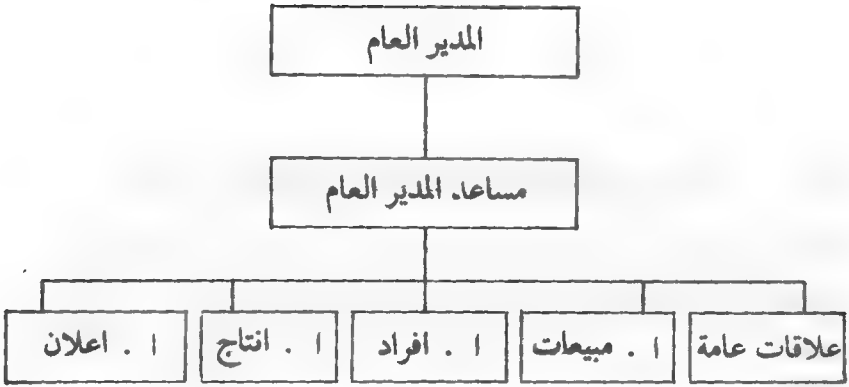 المدير العام
مساعد المدير العام
علاقات عامة
ا . مبيعات
ا . افراد
ا . انتاج
ا . اعلان